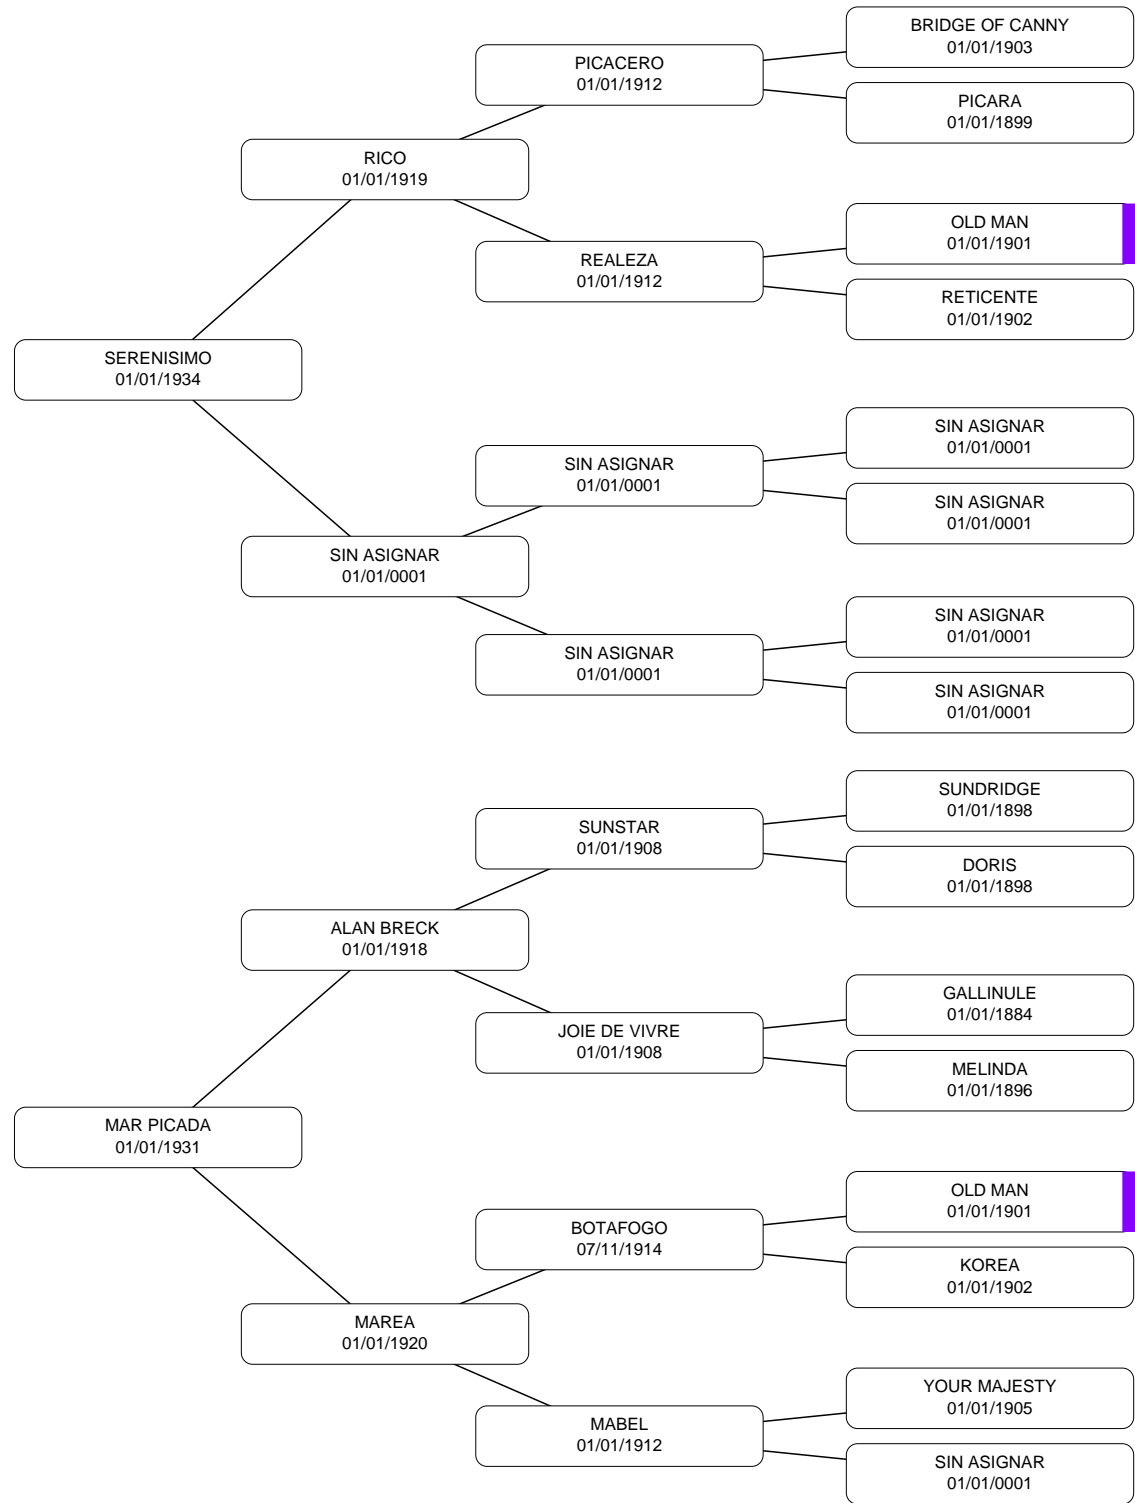 BRIDGE OF CANNY
01/01/1903
PICACERO
01/01/1912
PICARA
01/01/1899
RICO
01/01/1919
OLD MAN
01/01/1901
REALEZA
01/01/1912
RETICENTE
01/01/1902
SERENISIMO
01/01/1934
SIN ASIGNAR
01/01/0001
SIN ASIGNAR
01/01/0001
SIN ASIGNAR
01/01/0001
SIN ASIGNAR
01/01/0001
SIN ASIGNAR
01/01/0001
SIN ASIGNAR
01/01/0001
SIN ASIGNAR
01/01/0001
SUNDRIDGE
01/01/1898
SUNSTAR
01/01/1908
DORIS
01/01/1898
ALAN BRECK
01/01/1918
GALLINULE
01/01/1884
JOIE DE VIVRE
01/01/1908
MELINDA
01/01/1896
MAR PICADA
01/01/1931
OLD MAN
01/01/1901
BOTAFOGO
07/11/1914
KOREA
01/01/1902
MAREA
01/01/1920
YOUR MAJESTY
01/01/1905
MABEL
01/01/1912
SIN ASIGNAR
01/01/0001